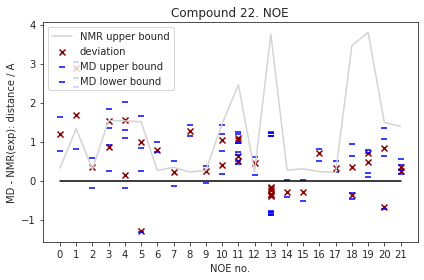 Compound 22. NOE
NMR upper bound
deviation
MD upper bound
MD lower bound
MD - NMR(exp): distance / A
4
3
2
1
0
−1
0 1 2 3 4 5 6 7 8 9 10 11 12 13 14 15 16 17 18 19 20 21
NOE no.